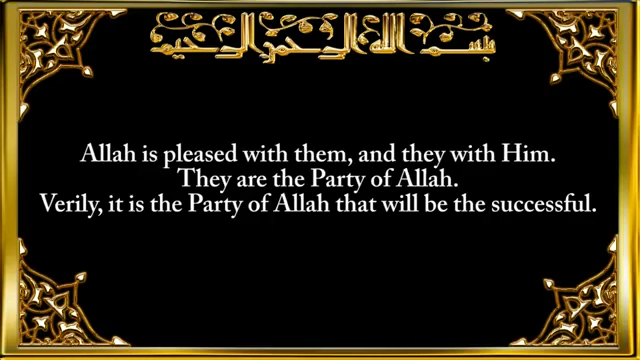 بسم الله الرحمن الرحيم
Allah is pleased with them, and they with Him.
They are the Party of Allah.
Verily, it is the Party of Allah that will be the successful.